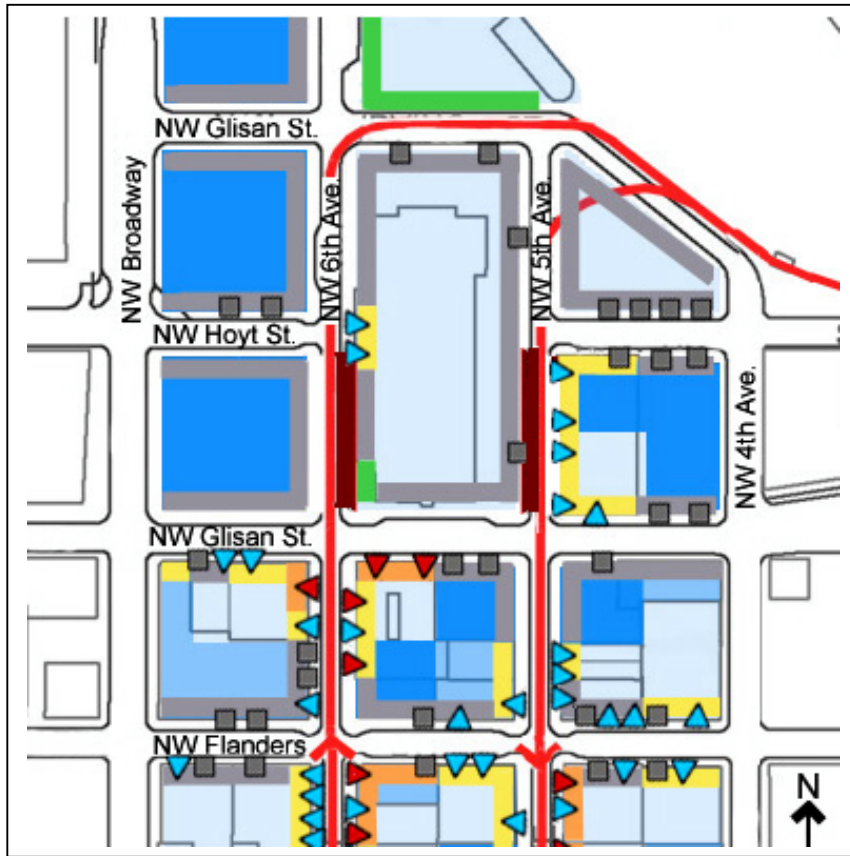 NW Glisan St.
NW Broadway
NW 6th Ave.
NW 5th Ave.
NW Hoyt St.
NW 4th Ave.
NW Glisan St.
NW Flanders
N